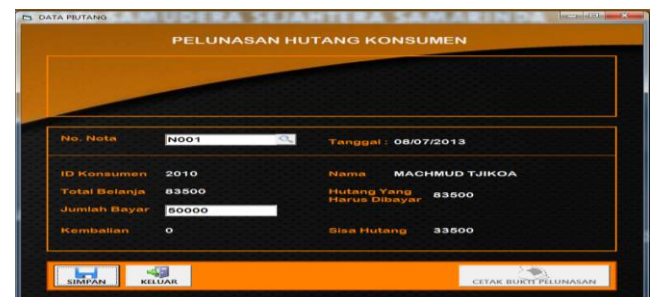 DATA PIUTANG SAMUDERA SEJAHTERA SAMARINDA
PELUNASAN HUTANG KONSUMEN
No. Nota N001 Tanggal : 08/07/2013
ID Konsumen 2010 Nama MACHMUD TJIKOA
Total Belanja 83500 Hutang Yang Harus Dibayar 83500
Jumlah Bayar 50000
Kembalian 0 Sisa Hutang 33500
SIMPAN KELUAR CETAK BUKTI PELUNASAN